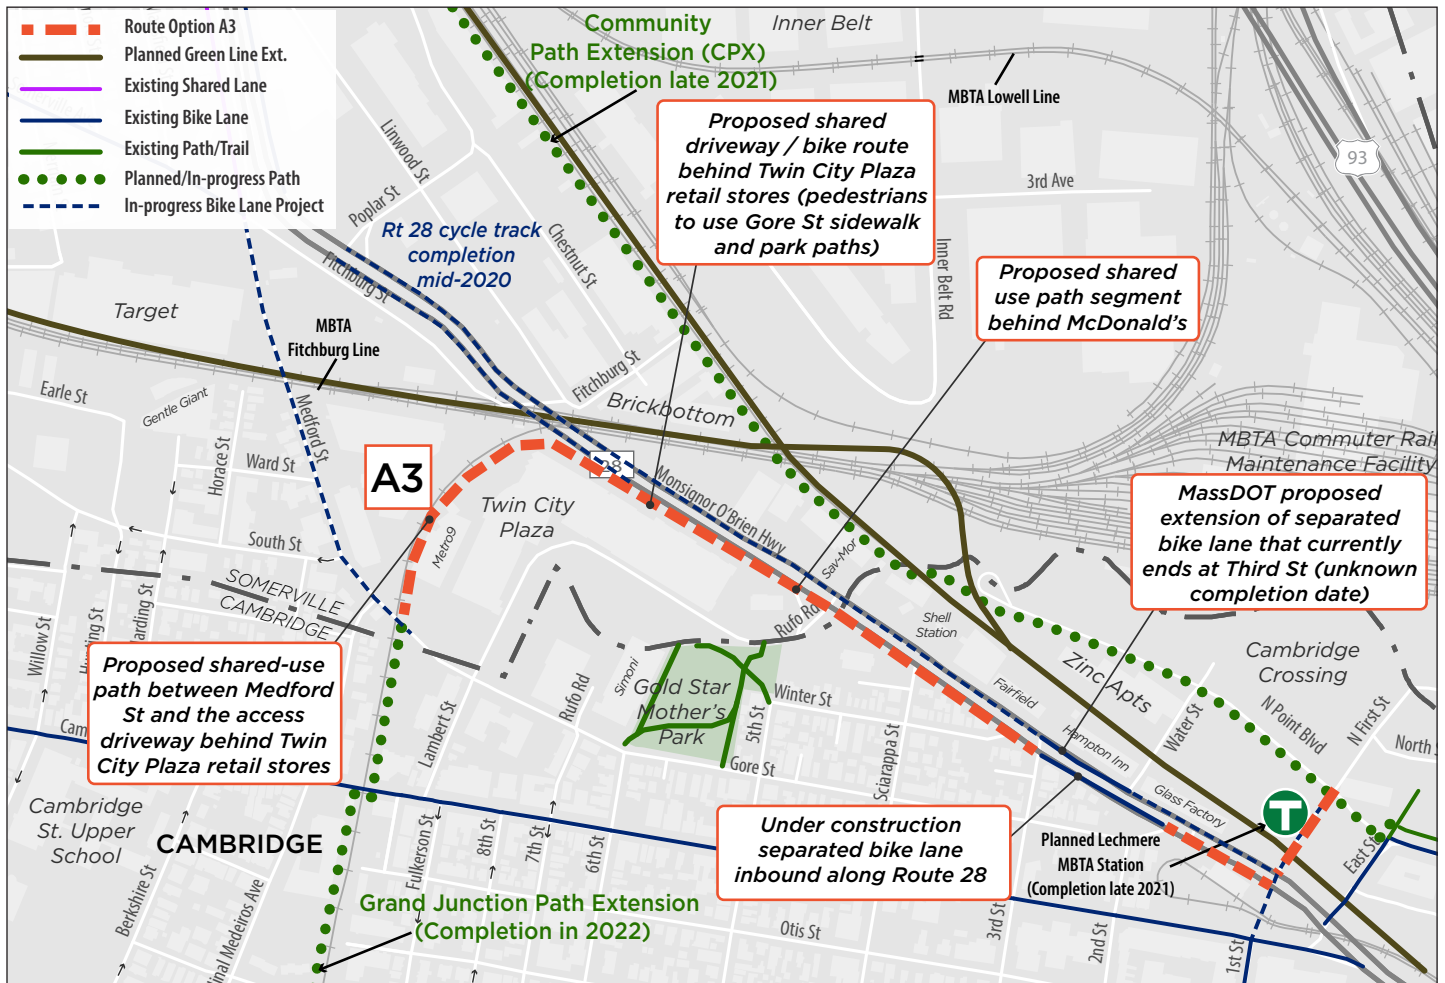 Route Option A3
Planned Green Line Ext.
Existing Shared Lane
Existing Bike Lane
Existing Path/Trail
Planned/In-progress Path
In-progress Bike Lane Project
Community
Path Extension (CPX)
(Completion late 2021)
Inner Belt
MBTA Lowell Line
93
3rd Ave
Inner Belt Rd
Linwood St
Poplar St
Chestnut St
Fitchburg St
Rt 28 cycle track
completion
mid-2020
Proposed shared
driveway / bike route
behind Twin City Plaza
retail stores (pedestrians
to use Gore St sidewalk
and park paths)
Proposed shared
use path segment
behind McDonald's
Target
MBTA
Fitchburg Line
Fitchburg St
Brickbottom
Earle St
Gentle Giant
Horace St
Medford St
Ward St
South St
A3
28
Monsignor O'Brien Hwy
Twin City
Plaza
Metro9
Sav-Mor
MBTA Commuter Rail
Maintenance Facility
MassDOT proposed
extension of separated
bike lane that currently
ends at Third St (unknown
completion date)
SOMERVILLE
CAMBRIDGE
Willow St
Harding St
Rufo Rd
Shell
Station
Proposed shared-use
path between Medford
St and the access
driveway behind Twin
City Plaza retail stores
Simoni
Gold Star
Mother's
Park
Rufo Rd
Lambert St
5th St
Winter St
Gore St
Sciarappa St
Fairfield
Hampton Inn
Glass Factory
Zinc Apts
Water St
Cambridge
Crossing
N Point Blvd
N First St
North S
Cam
Cambridge
St. Upper
School
CAMBRIDGE
Berkshire St
inal Medeiros Ave
Fulkerson St
8th St
7th St
6th St
Under construction
separated bike lane
inbound along Route 28
Planned Lechmere
MBTA Station
(Completion late 2021)
T
East St
Grand Junction Path Extension
(Completion in 2022)
Otis St
3rd St
2nd St
1st St